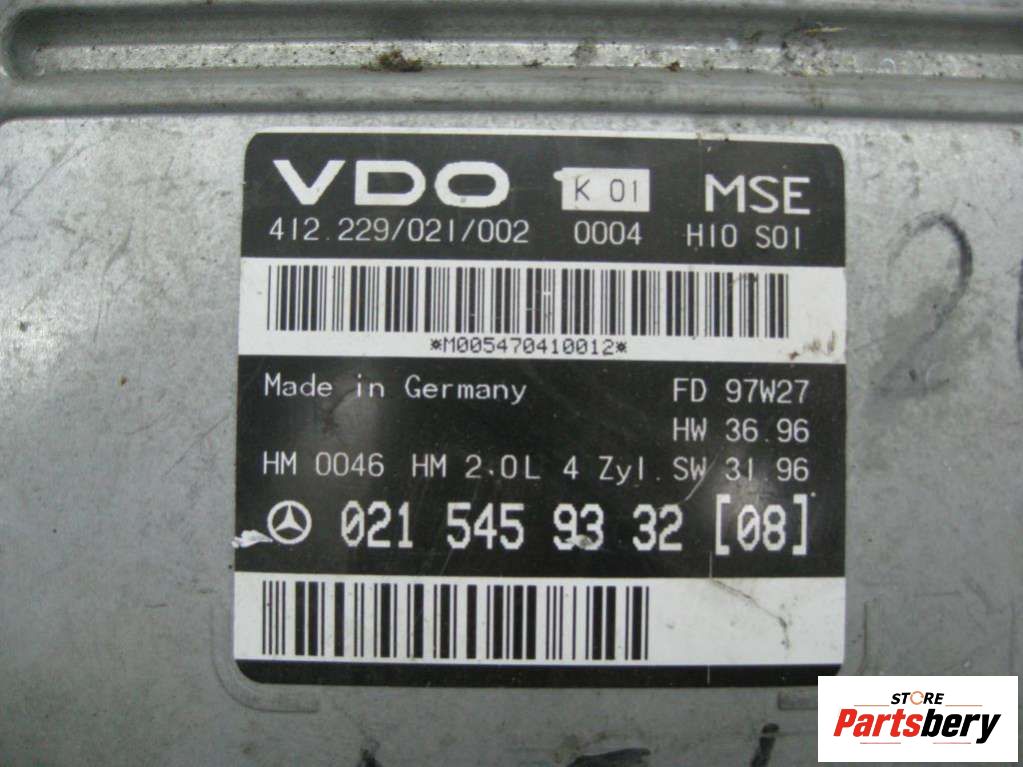 VDO K 01 MSE
412.229/021/002 0004 H10 S01
*M005470410012*
Made in Germany FD 97W27
HW 36.96
HM 0046 HM 2.0L 4 Zyl. SW 31.96
021 545 93 32 [08]
2
STORE
Partsbery